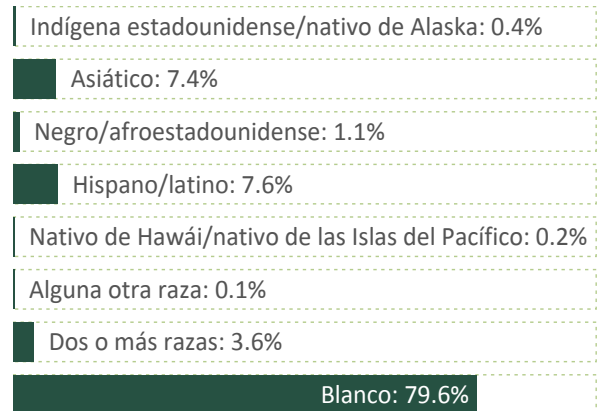 Indígena estadounidense/nativo de Alaska: 0.4%
Asiático: 7.4%
Negro/afroestadounidense: 1.1%
Hispano/latino: 7.6%
Nativo de Hawái/nativo de las Islas del Pacífico: 0.2%
Alguna otra raza: 0.1%
Dos o más razas: 3.6%
Blanco: 79.6%